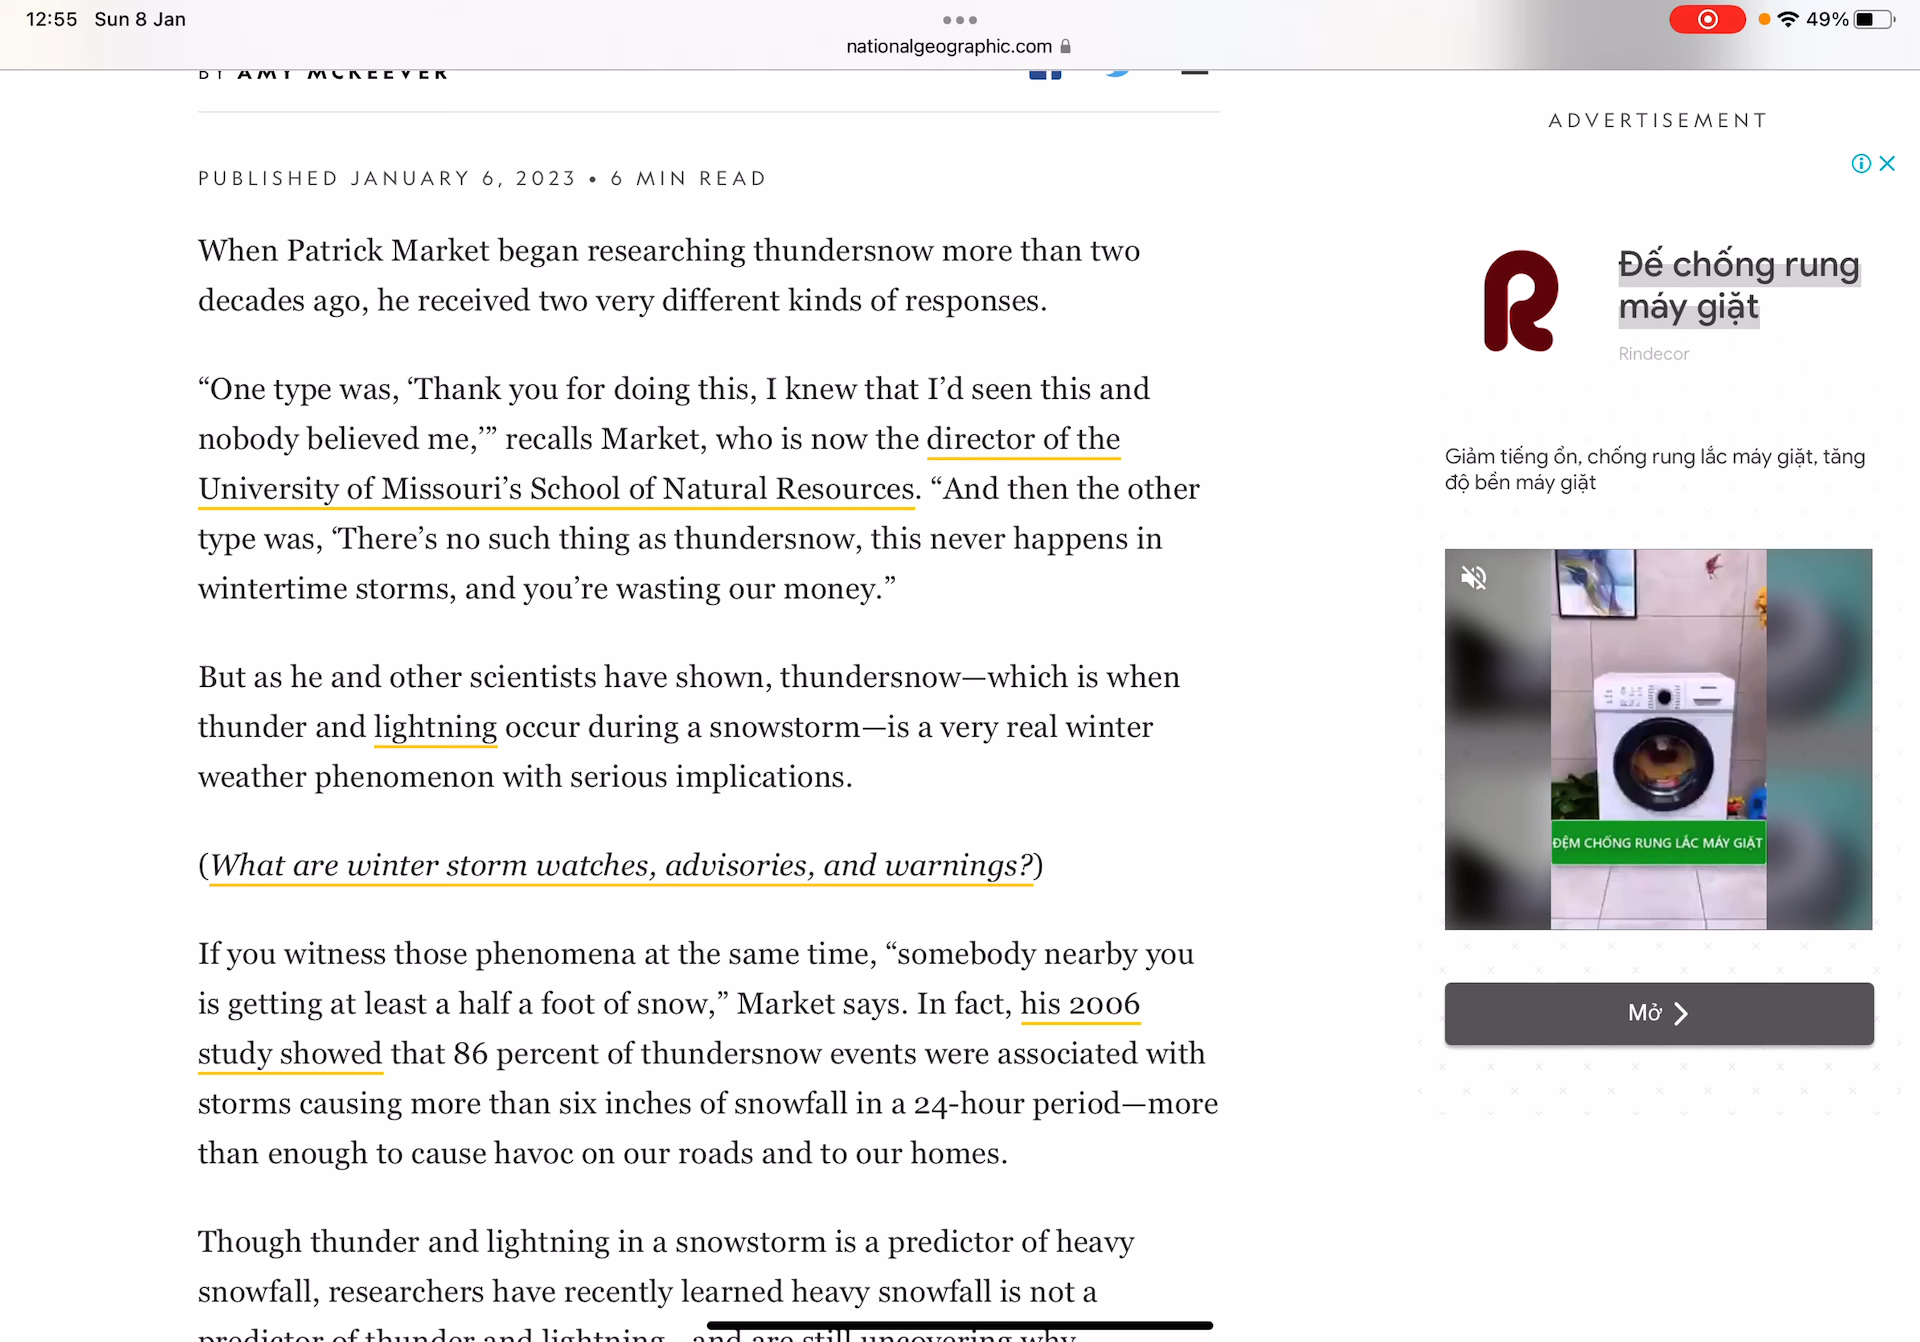 12:55 Sun 8 Jan
nationalgeographic.com
49%
BY AMY MCKEEVER
PUBLISHED JANUARY 6, 2023 • 6 MIN READ
When Patrick Market began researching thundersnow more than two
decades ago, he received two very different kinds of responses.
“One type was, ‘Thank you for doing this, I knew that I’d seen this and
nobody believed me,’” recalls Market, who is now the director of the
University of Missouri’s School of Natural Resources. “And then the other
type was, ‘There’s no such thing as thundersnow, this never happens in
wintertime storms, and you’re wasting our money.”
But as he and other scientists have shown, thundersnow—which is when
thunder and lightning occur during a snowstorm—is a very real winter
weather phenomenon with serious implications.
(What are winter storm watches, advisories, and warnings?)
If you witness those phenomena at the same time, “somebody nearby you
is getting at least a half a foot of snow,” Market says. In fact, his 2006
study showed that 86 percent of thundersnow events were associated with
storms causing more than six inches of snowfall in a 24-hour period—more
than enough to cause havoc on our roads and to our homes.
Though thunder and lightning in a snowstorm is a predictor of heavy
snowfall, researchers have recently learned heavy snowfall is not a
predictor of thunder and lightning—and are still uncovering why.
ADVERTISEMENT
R
Đế chống rung
máy giặt
Rindecor
Giảm tiếng ồn, chống rung lắc máy giặt, tăng
độ bền máy giặt
ĐỆM CHỐNG RUNG LẮC MÁY GIẶT
Mở